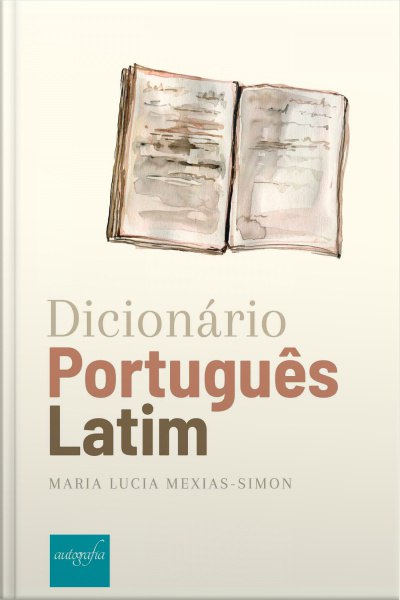 Dicionário
Português
Latim
MARIA LUCIA MEXIAS-SIMON
autografia